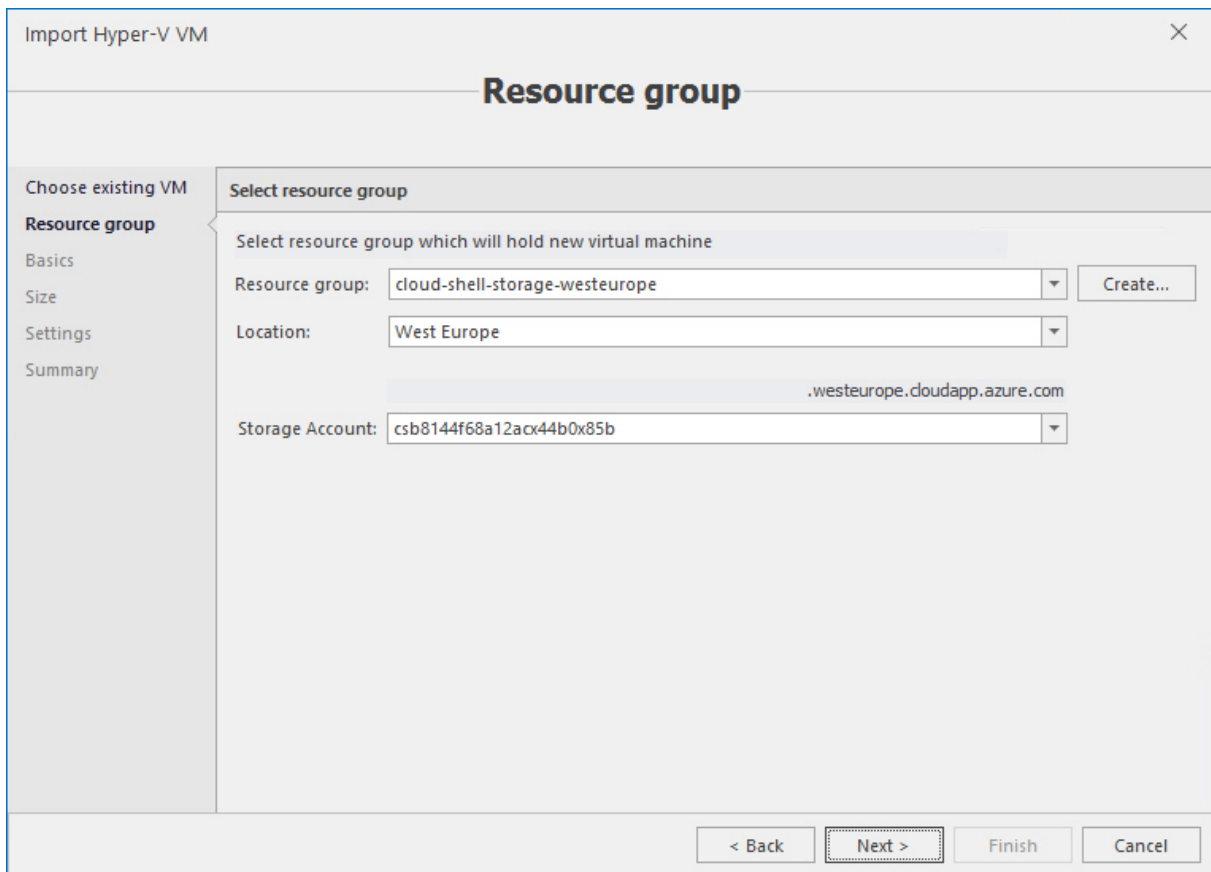 Import Hyper-V VM
Resource group
Choose existing VM
Resource group
Basics
Size
Settings
Summary
Select resource group
Select resource group which will hold new virtual machine
Resource group: cloud-shell-storage-westeurope Create...
Location: West Europe
.westeurope.cloudapp.azure.com
Storage Account: csb8144f68a12acx44b0x85b
< Back Next > Finish Cancel